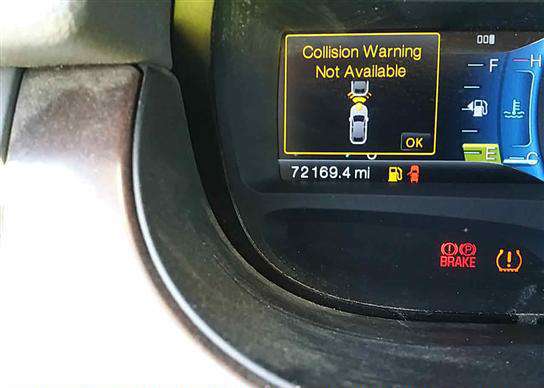 Collision Warning
Not Available
OK
F
H
E
C
72169.4 mi
BRAKE